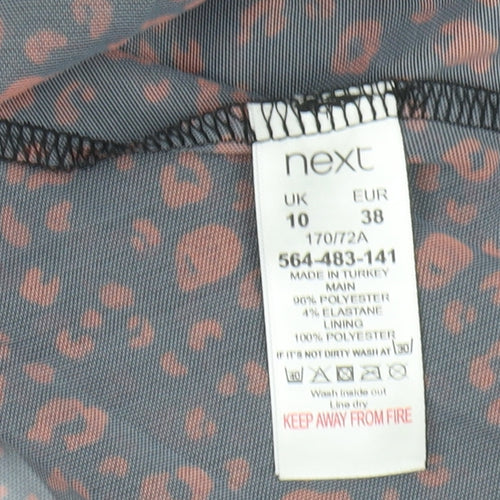 next
UK EUR
10 38
170/72A
564-483-141
MADE IN TURKEY
MAIN
96% POLYESTER
4% ELASTANE
LINING
100% POLYESTER
IF IT'S NOT DIRTY WASH AT 30
40
Wash inside out
Line dry
KEEP AWAY FROM FIRE